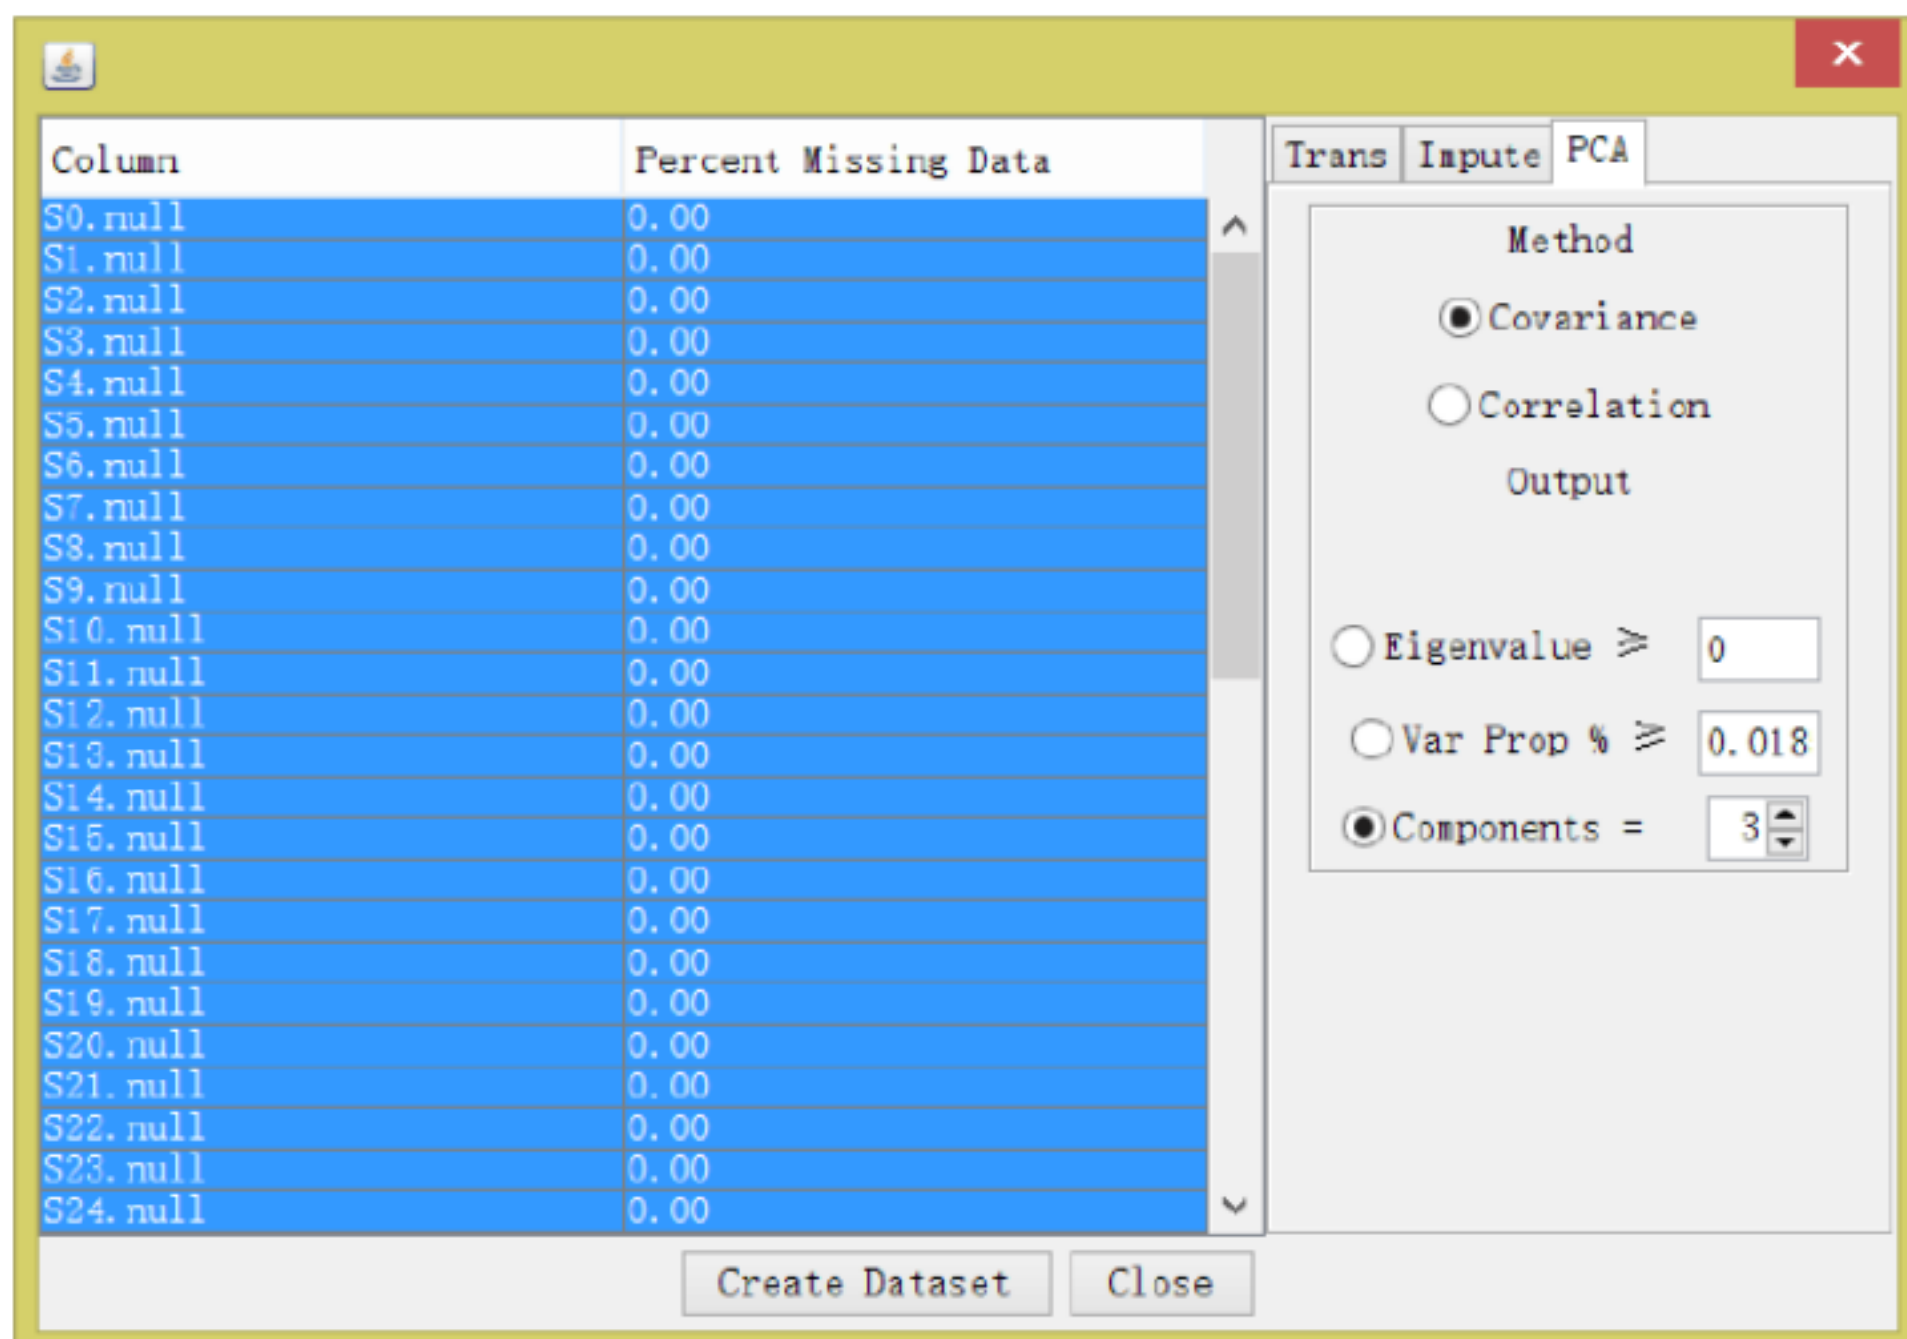 Column Percent Missing Data Trans Impute PCA
S0.null 0.00
S1.null 0.00
S2.null 0.00
S3.null 0.00
S4.null 0.00
S5.null 0.00
S6.null 0.00
S7.null 0.00
S8.null 0.00
S9.null 0.00
S10.null 0.00
S11.null 0.00
S12.null 0.00
S13.null 0.00
S14.null 0.00
S15.null 0.00
S16.null 0.00
S17.null 0.00
S18.null 0.00
S19.null 0.00
S20.null 0.00
S21.null 0.00
S22.null 0.00
S23.null 0.00
S24.null 0.00
Method
Covariance
Correlation
Output
Eigenvalue ≥ 0
Var Prop % ≥ 0.018
Components = 3
Create Dataset Close